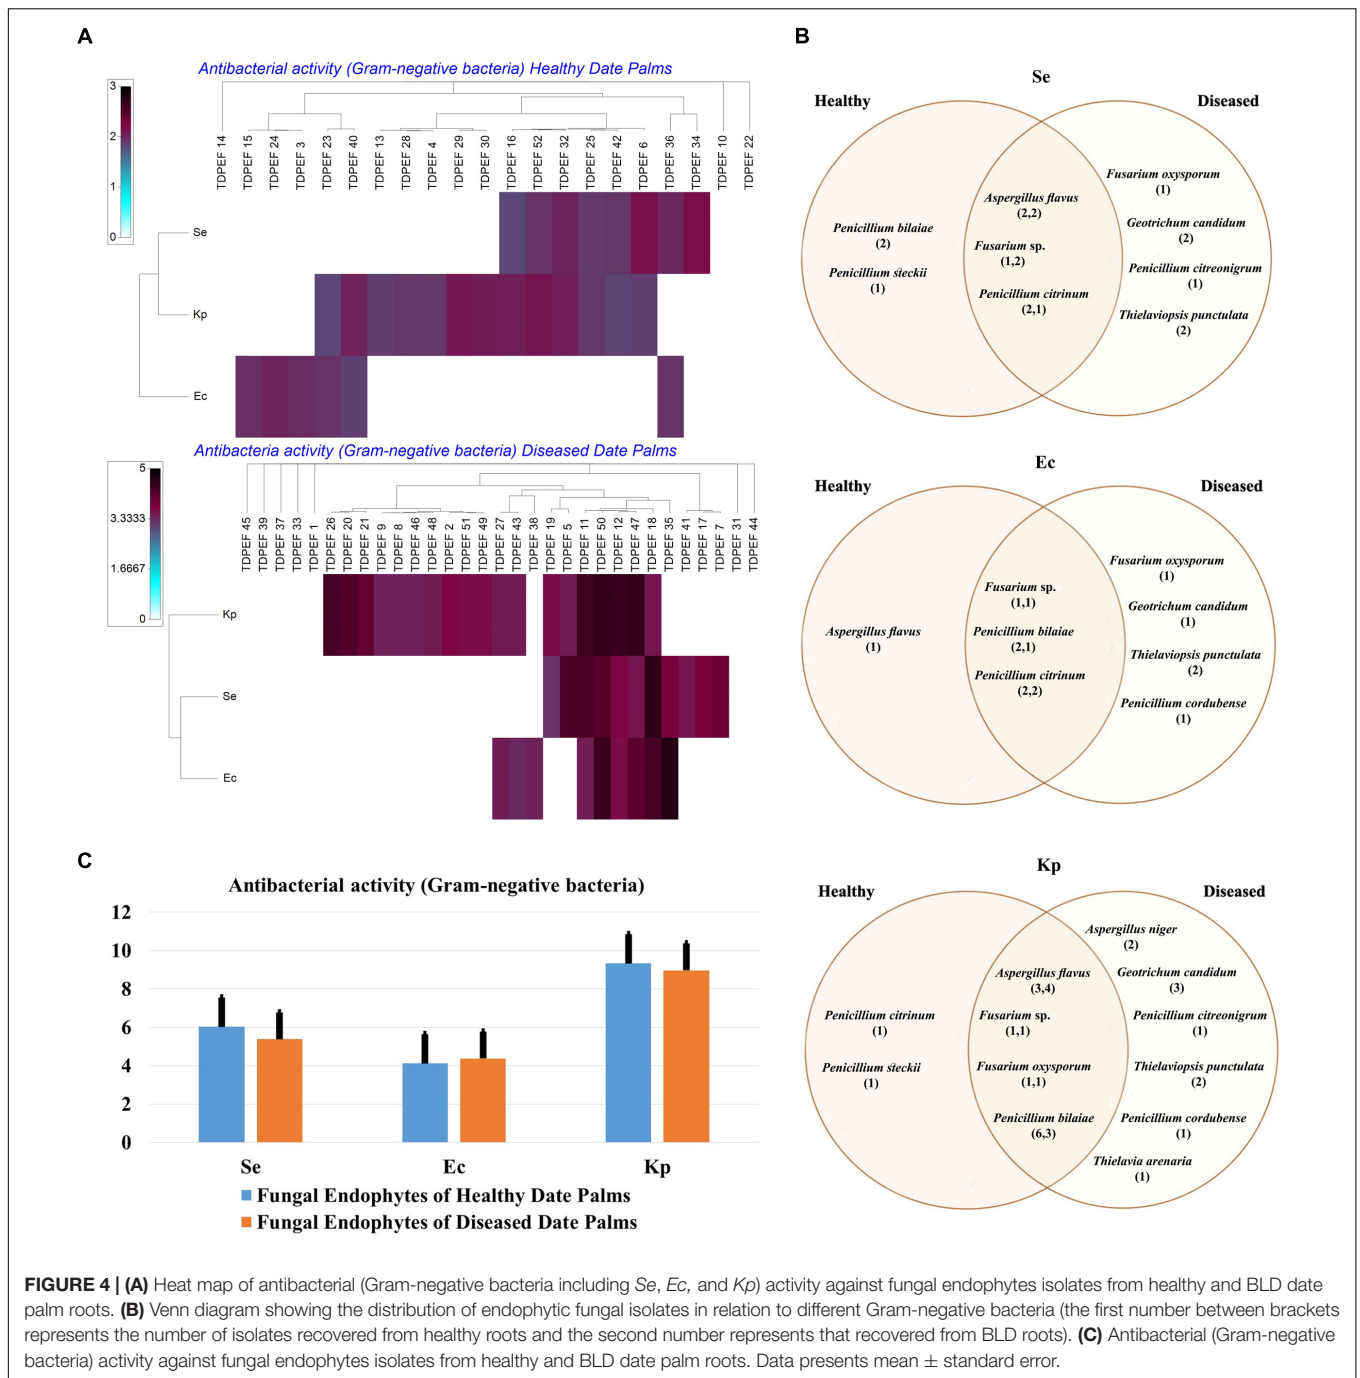 A
Antibacterial activity (Gram-negative bacteria) Healthy Date Palms
3
2
1
0
TDPEF 14
TDPEF 15
TDPEF 24
TDPEF 3
TDPEF 23
TDPEF 40
TDPEF 13
TDPEF 28
TDPEF 4
TDPEF 29
TDPEF 30
TDPEF 16
TDPEF 52
TDPEF 32
TDPEF 25
TDPEF 42
TDPEF 6
TDPEF 36
TDPEF 34
TDPEF 10
TDPEF 22
Se
Kp
Ec
Antibacteria activity (Gram-negative bacteria) Diseased Date Palms
5
3.3333
1.6667
0
TDPEF 45
TDPEF 39
TDPEF 37
TDPEF 33
TDPEF 1
TDPEF 26
TDPEF 20
TDPEF 21
TDPEF 9
TDPEF 8
TDPEF 46
TDPEF 48
TDPEF 2
TDPEF 51
TDPEF 49
TDPEF 27
TDPEF 43
TDPEF 38
TDPEF 19
TDPEF 5
TDPEF 11
TDPEF 50
TDPEF 12
TDPEF 47
TDPEF 18
TDPEF 35
TDPEF 41
TDPEF 17
TDPEF 7
TDPEF 31
TDPEF 44
Kp
Se
Ec
B
Se
Healthy
Diseased
Penicillium bilaiae
(2)
Penicillium steckii
(1)
Aspergillus flavus
(2,2)
Fusarium sp.
(1,2)
Penicillium citrinum
(2,1)
Fusarium oxysporum
(1)
Geotrichum candidum
(2)
Penicillium citreonigrum
(1)
Thielaviopsis punctulata
(2)
Ec
Healthy
Diseased
Aspergillus flavus
(1)
Fusarium sp.
(1,1)
Penicillium bilaiae
(2,1)
Penicillium citrinum
(2,2)
Fusarium oxysporum
(1)
Geotrichum candidum
(1)
Thielaviopsis punctulata
(2)
Penicillium cordubense
(1)
Kp
Healthy
Diseased
Penicillium citrinum
(1)
Penicillium steckii
(1)
Aspergillus flavus
(3,4)
Fusarium sp.
(1,1)
Fusarium oxysporum
(1,1)
Penicillium bilaiae
(6,3)
Aspergillus niger
(2)
Geotrichum candidum
(3)
Penicillium citreonigrum
(1)
Thielaviopsis punctulata
(2)
Penicillium cordubense
(1)
Thielavia arenaria
(1)
C
Antibacterial activity (Gram-negative bacteria)
12
10
8
6
4
2
0
Se Ec Kp
Fungal Endophytes of Healthy Date Palms
Fungal Endophytes of Diseased Date Palms
FIGURE 4 | (A) Heat map of antibacterial (Gram-negative bacteria including Se, Ec, and Kp) activity against fungal endophytes isolates from healthy and BLD date
palm roots. (B) Venn diagram showing the distribution of endophytic fungal isolates in relation to different Gram-negative bacteria (the first number between brackets
represents the number of isolates recovered from healthy roots and the second number represents that recovered from BLD roots). (C) Antibacterial (Gram-negative
bacteria) activity against fungal endophytes isolates from healthy and BLD date palm roots. Data presents mean ± standard error.